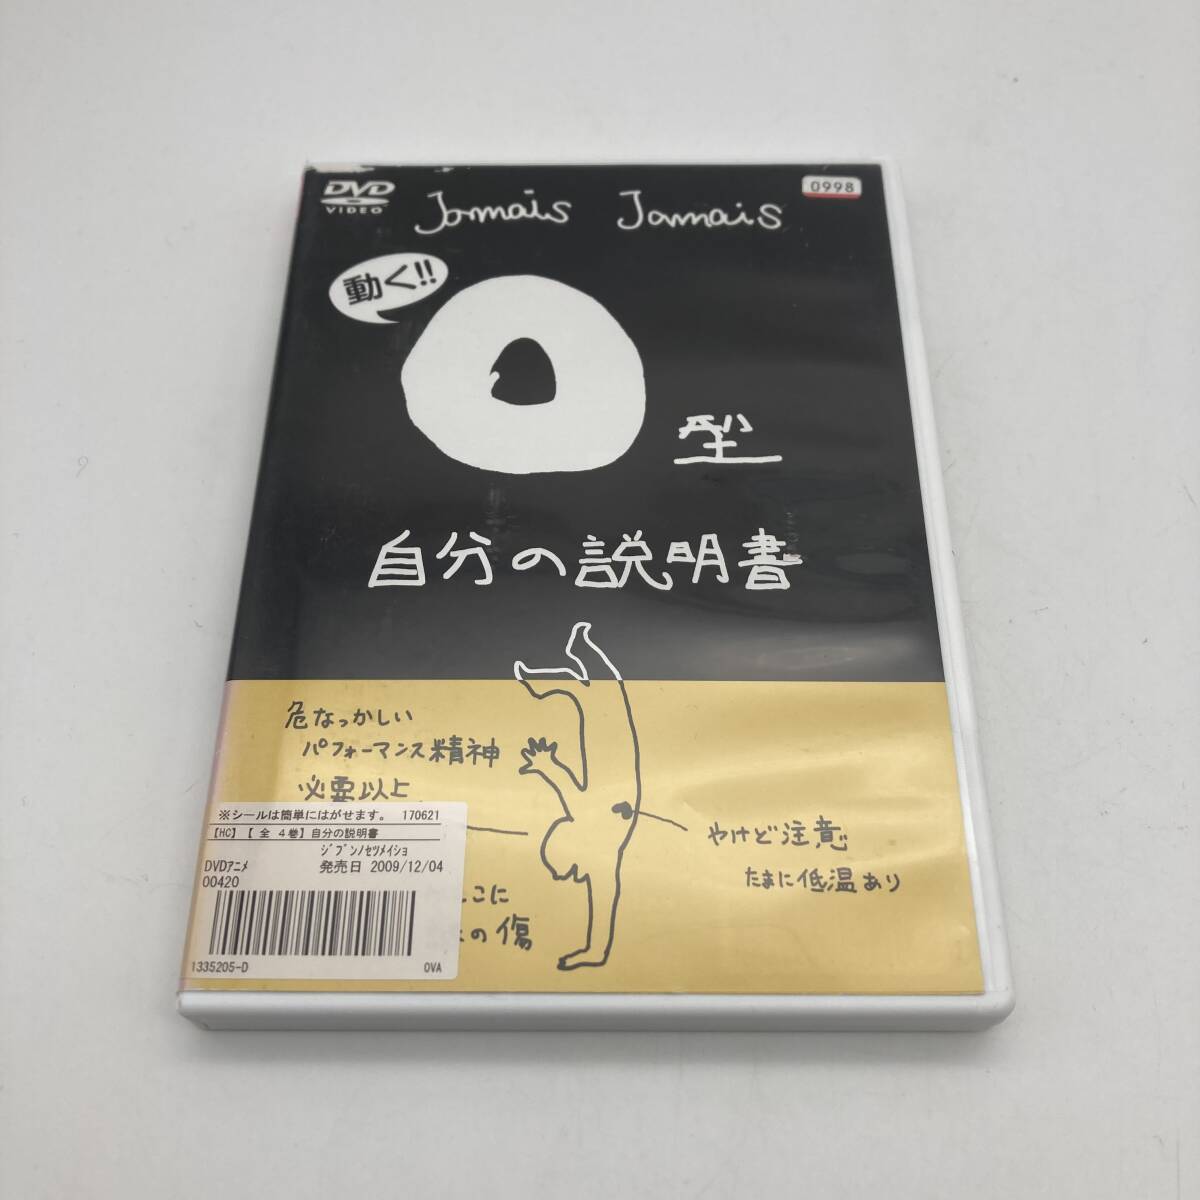 DVD
VIDEO
Jamais Jamais
0998
動く!!
O型
自分の説明書
危なっかしい
パフォーマンス精神
必要以上
やけど注意
たまに低温あり
こに
の傷
※シールは簡単にはがせます。 170621
【HC】【 全 4巻】自分の説明書
ｼﾞﾌﾞﾝﾉｾﾂﾒｲｼｮ
DVDｱﾆﾒ 発売日 2009/12/04
00420
1335205-D OVA